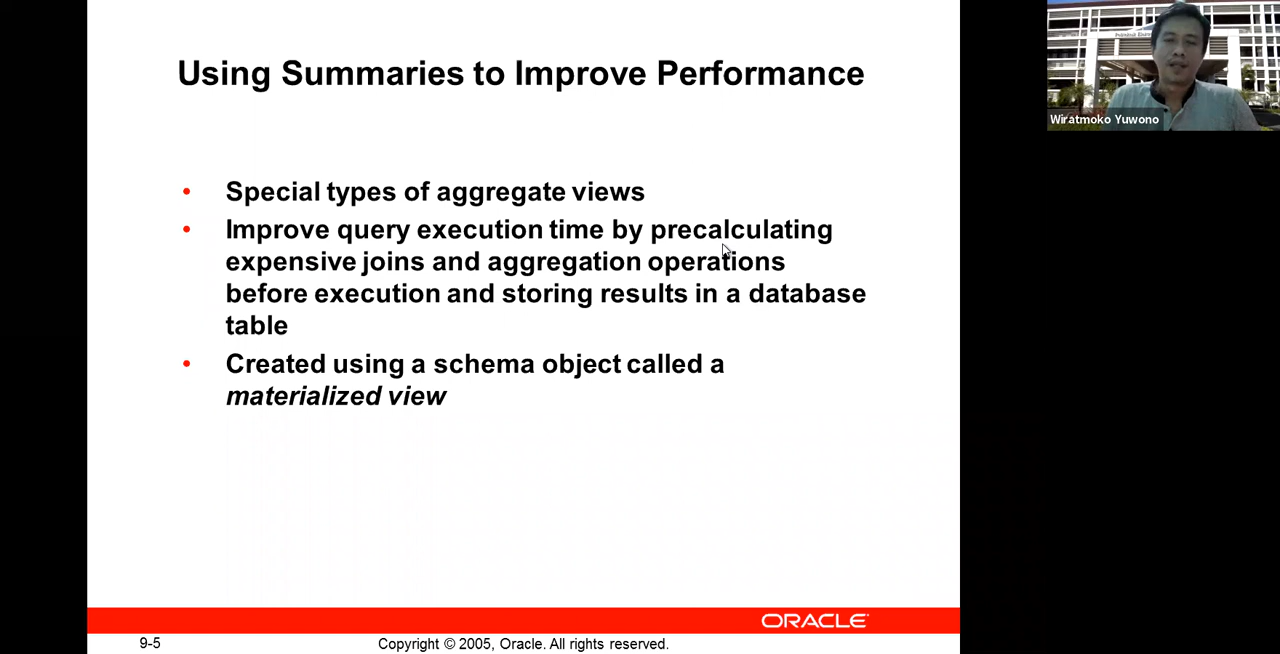 Using Summaries to Improve Performance
• Special types of aggregate views
• Improve query execution time by precalculating
expensive joins and aggregation operations
before execution and storing results in a database
table
• Created using a schema object called a
materialized view
ORACLE
9-5
Copyright © 2005, Oracle. All rights reserved.
Wiratmoko Yuwono